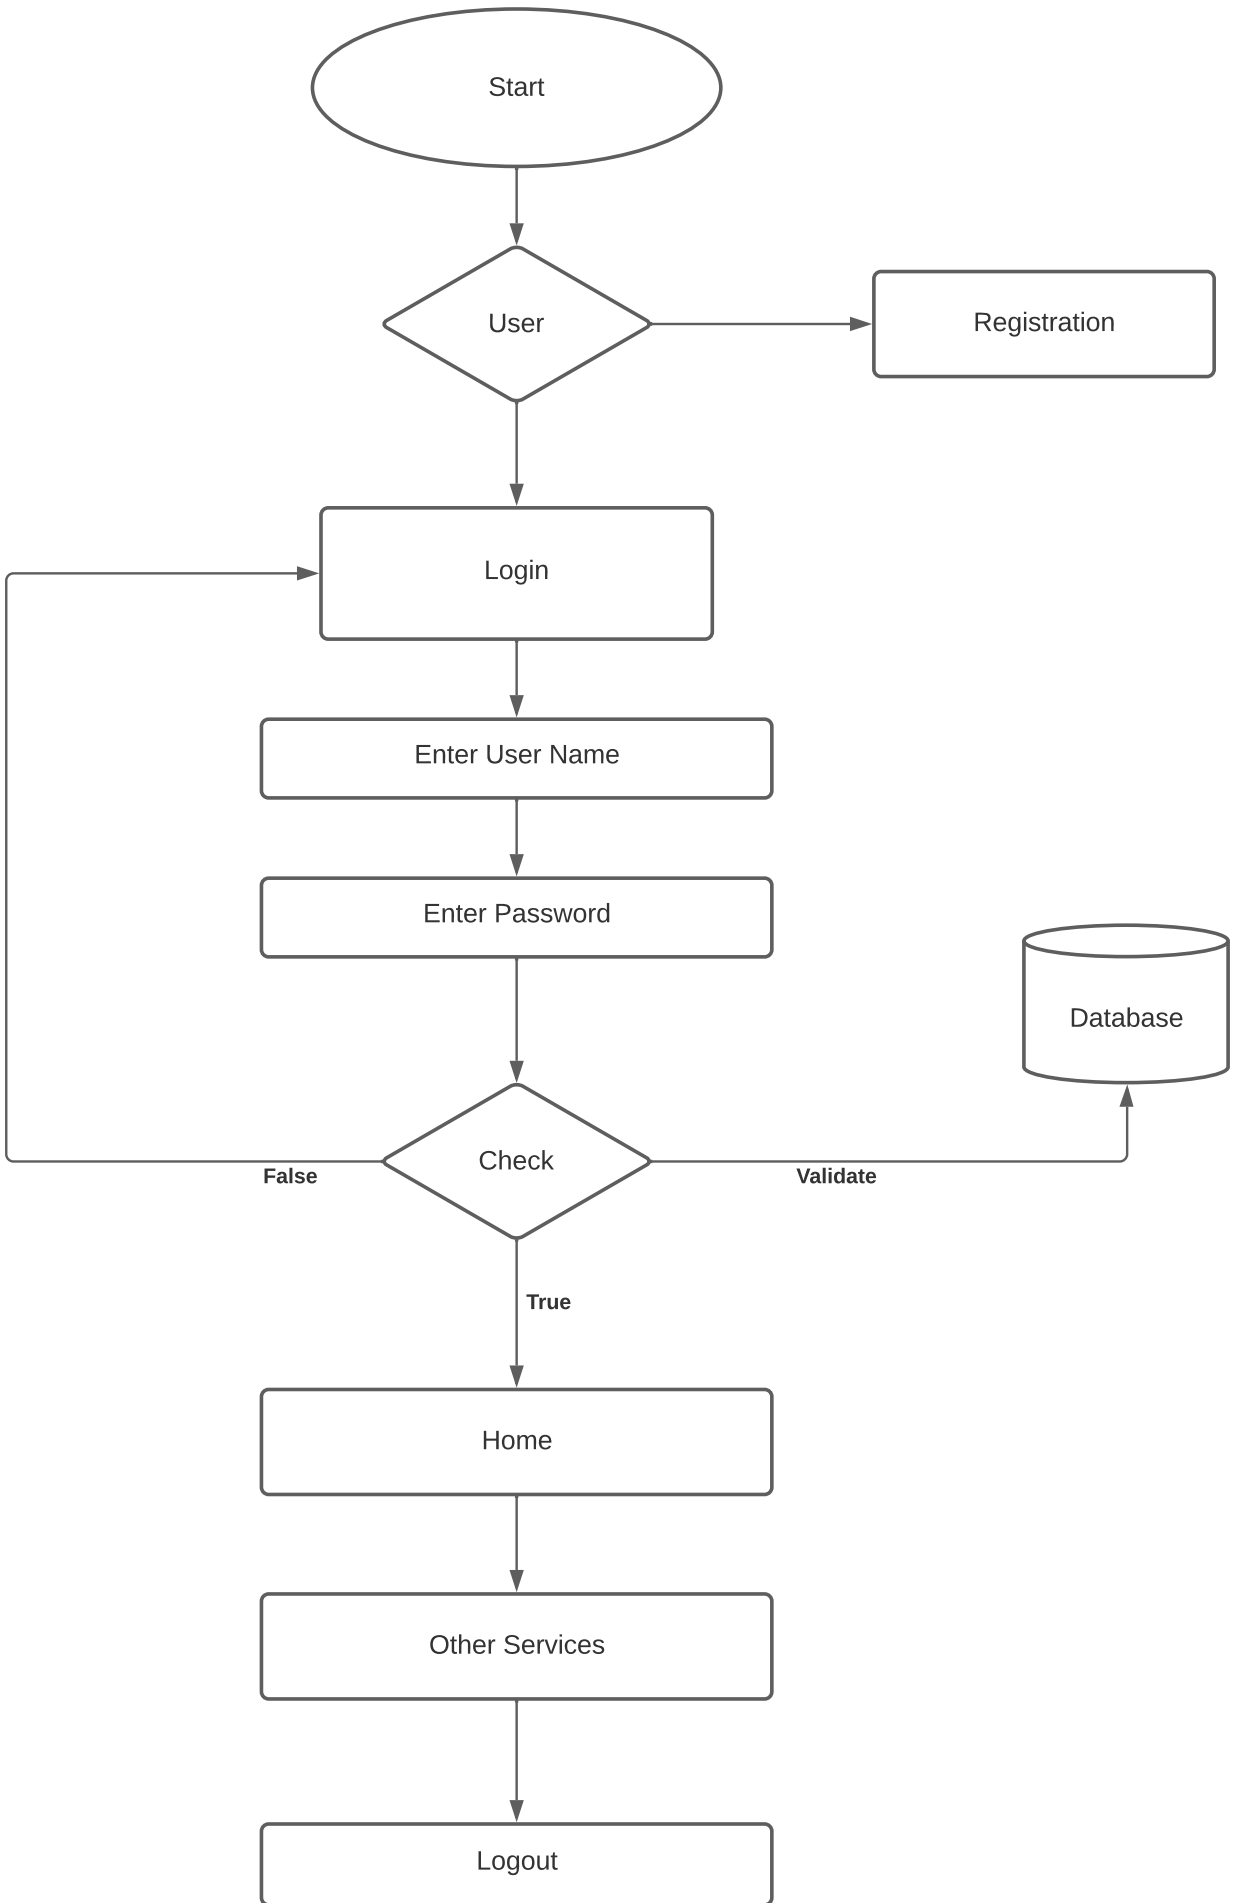 Start
User
Registration
Login
Enter User Name
Enter Password
Database
Check
False
Validate
True
Home
Other Services
Logout